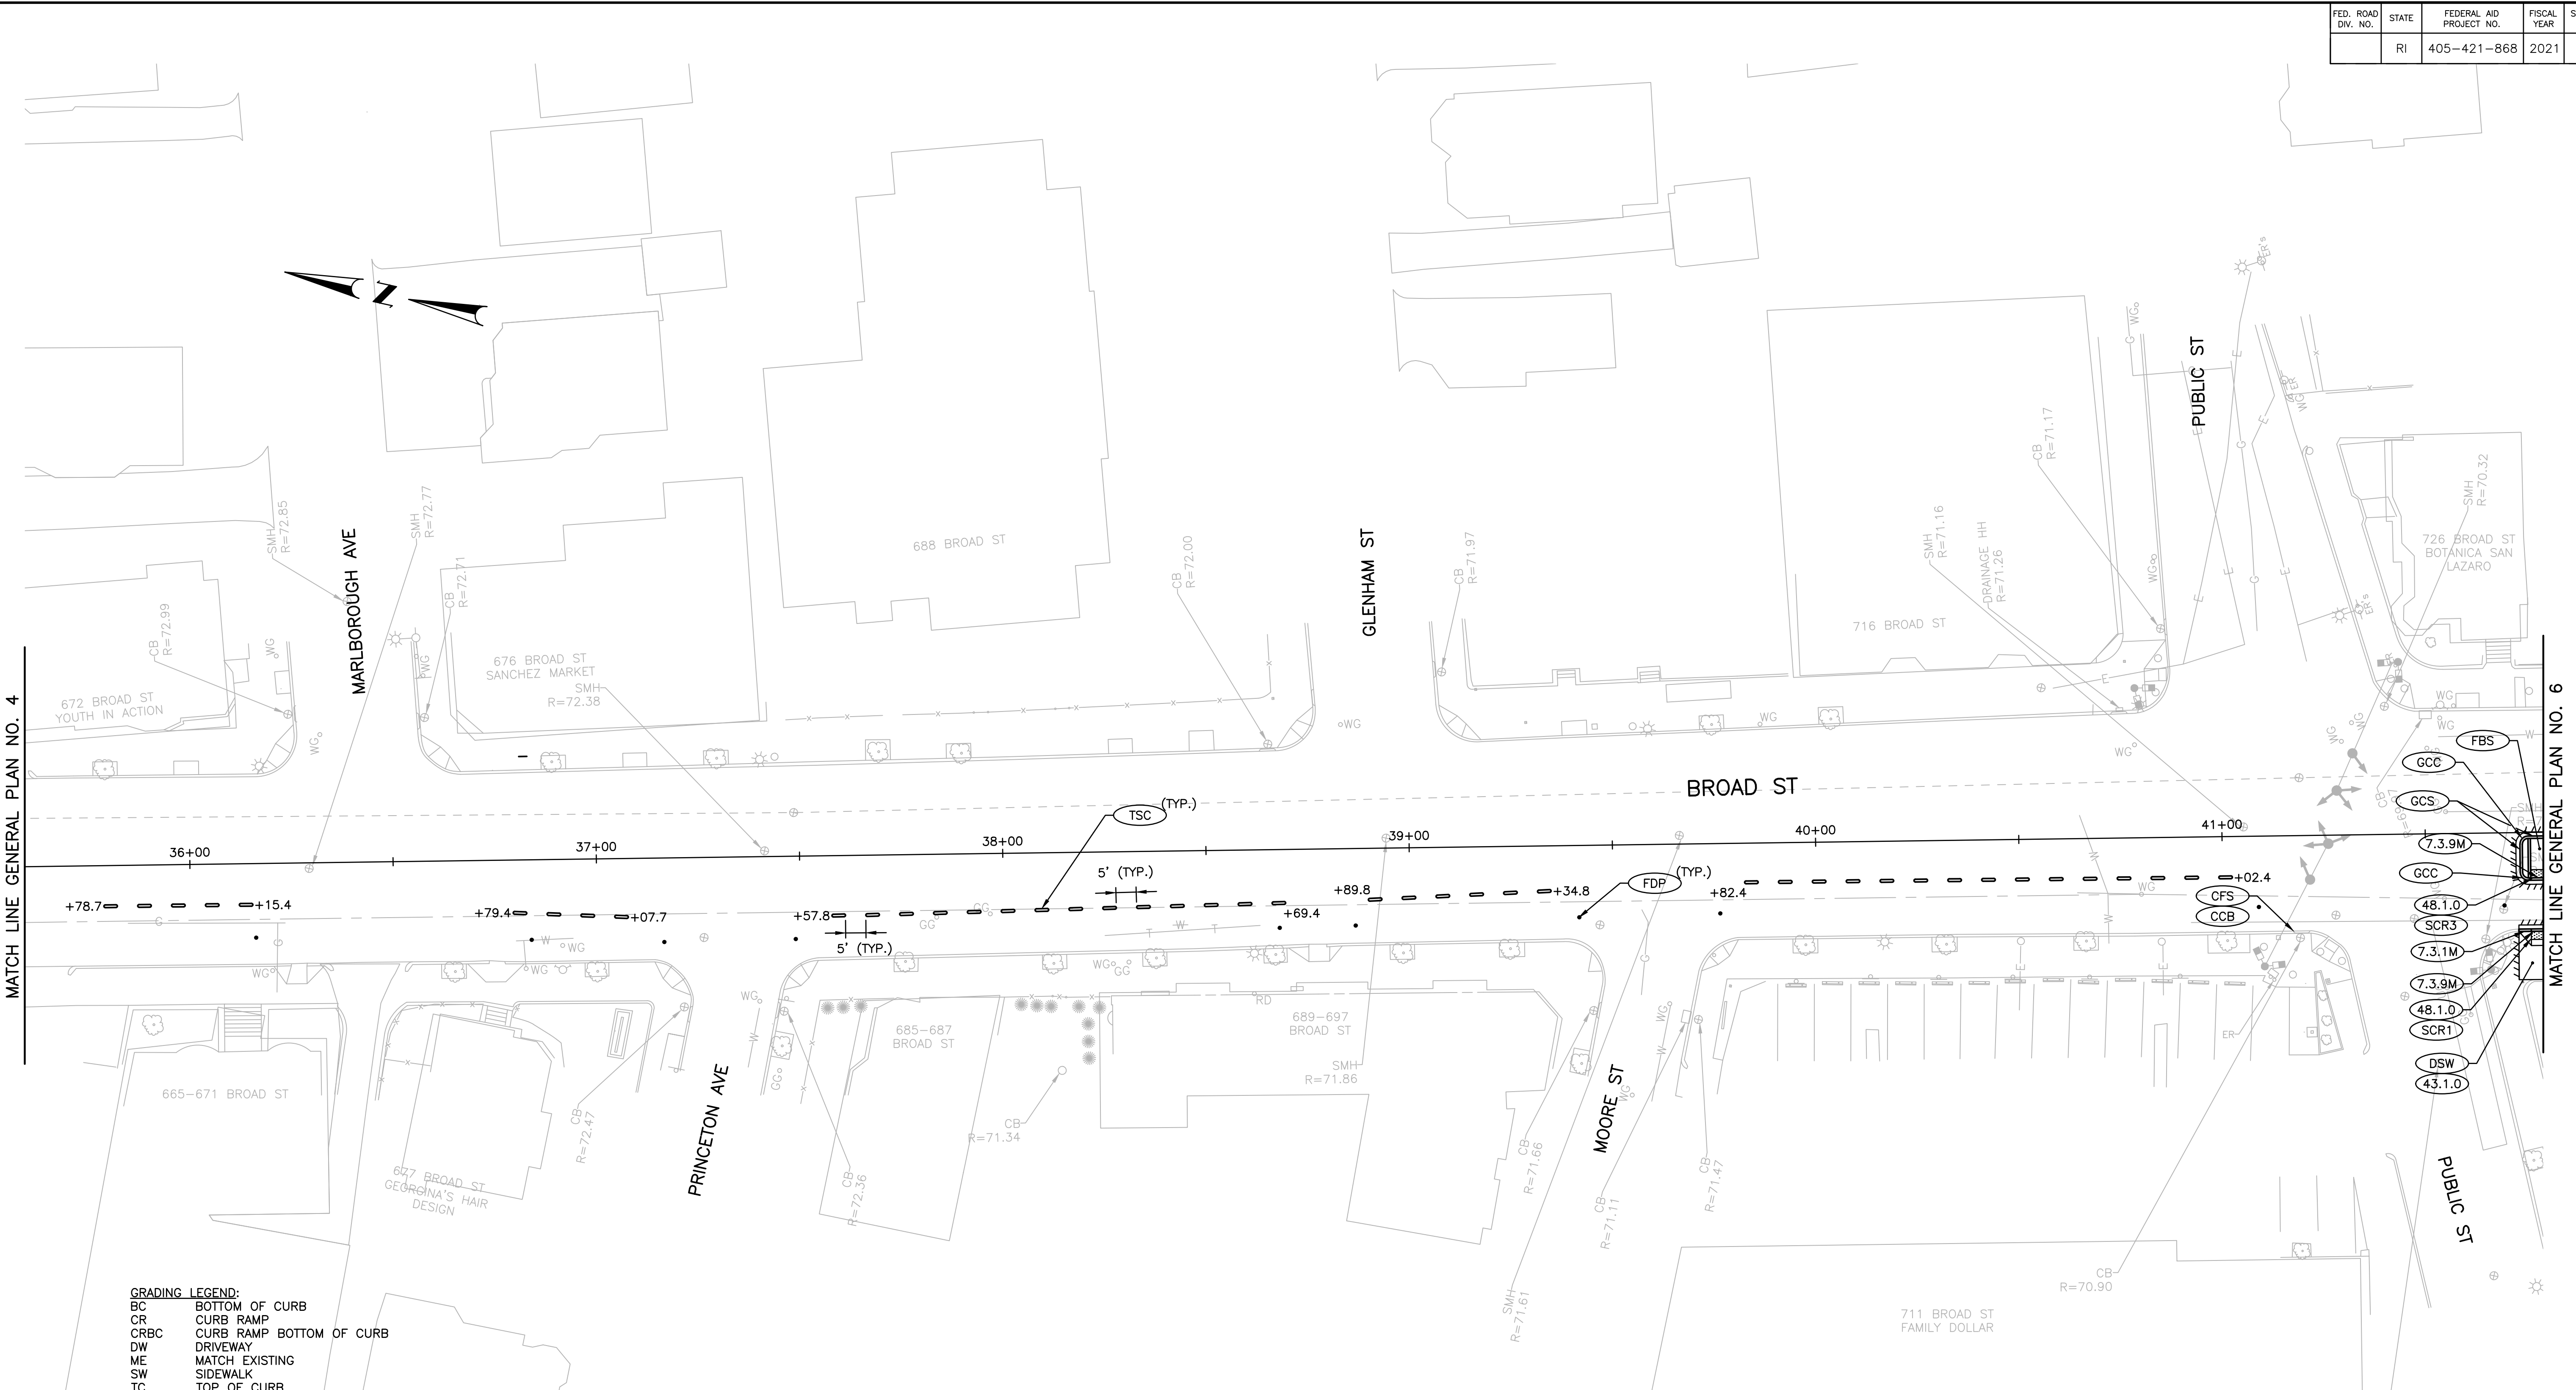 FED. ROAD DIV. NO.
STATE
FEDERAL AID PROJECT NO.
FISCAL YEAR
RI
405-421-868
2021
N
MATCH LINE GENERAL PLAN NO. 4
MARLBOROUGH AVE
GLENHAM ST
PUBLIC ST
BROAD ST
PRINCETON AVE
MOORE ST
PUBLIC ST
MATCH LINE GENERAL PLAN NO. 6
SMH
R=72.85
SMH
R=72.77
CB
R=72.99
CB
R=72.71
672 BROAD ST
YOUTH IN ACTION
676 BROAD ST
SANCHEZ MARKET
SMH
R=72.38
688 BROAD ST
CB
R=72.00
CB
R=71.97
SMH
R=71.16
DRAINAGE HH
R=71.26
CB
R=71.17
716 BROAD ST
726 BROAD ST
BOTANICA SAN
LAZARO
SMH
R=70.32
36+00
37+00
38+00
39+00
40+00
41+00
TSC
(TYP.)
5' (TYP.)
5' (TYP.)
FDP
(TYP.)
+78.7
+15.4
+79.4
+07.7
+57.8
+69.4
+89.8
+34.8
+82.4
+02.4
FBS
GCC
GCS
7.3.9M
GCC
CFS
CCB
48.1.0
SCR3
7.3.1M
7.3.9M
48.1.0
SCR1
DSW
43.1.0
665-671 BROAD ST
677 BROAD ST
GEORGINA'S HAIR
DESIGN
CB
R=72.47
CB
R=72.36
685-687
BROAD ST
CB
R=71.34
689-697
BROAD ST
SMH
R=71.86
CB
R=71.66
SMH
R=71.61
CB
R=71.11
CB
R=71.47
CB
R=70.90
711 BROAD ST
FAMILY DOLLAR
GRADING LEGEND:
BC BOTTOM OF CURB
CR CURB RAMP
CRBC CURB RAMP BOTTOM OF CURB
DW DRIVEWAY
ME MATCH EXISTING
SW SIDEWALK
TC TOP OF CURB